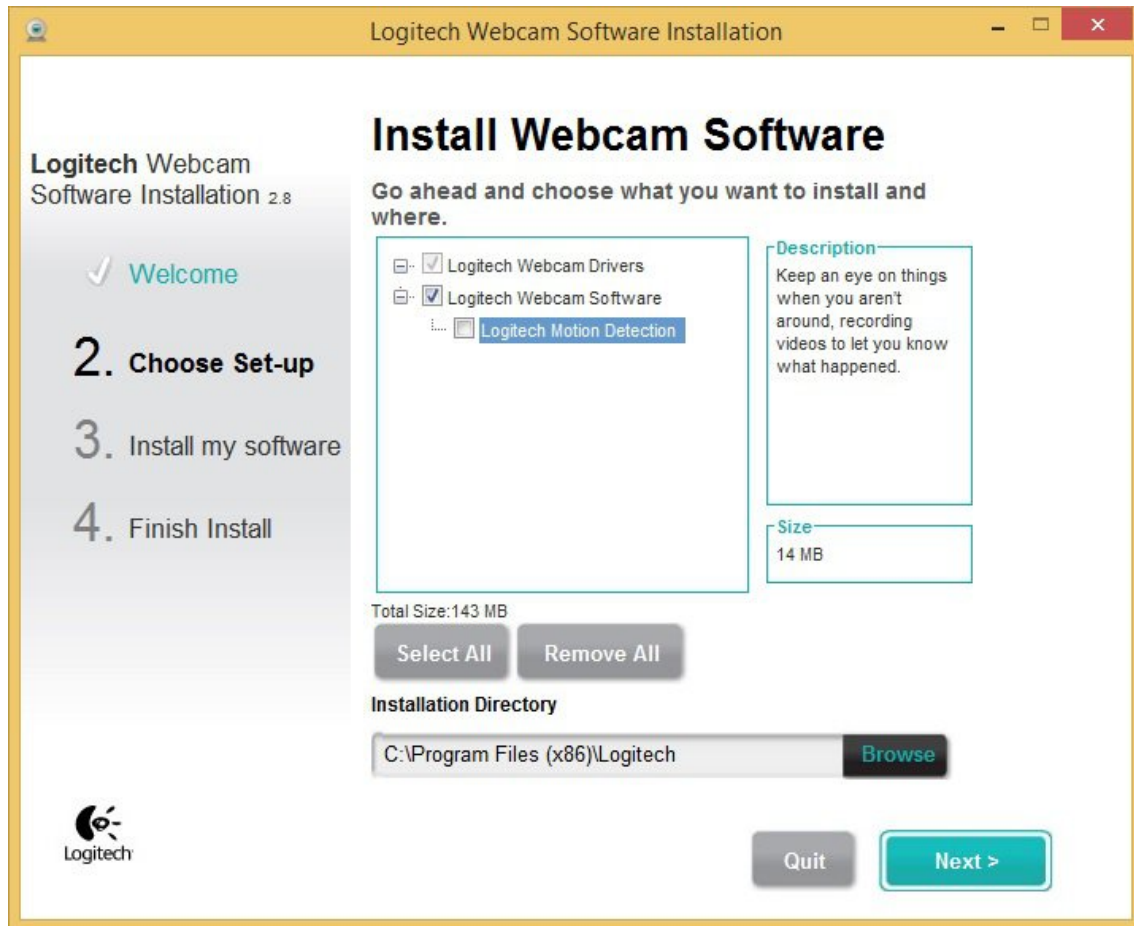 Logitech Webcam Software Installation
Logitech Webcam
Software Installation 2.8
Welcome
2. Choose Set-up
3. Install my software
4. Finish Install
Logitech
Install Webcam Software
Go ahead and choose what you want to install and
where.
Logitech Webcam Drivers
Logitech Webcam Software
Logitech Motion Detection
Description
Keep an eye on things
when you aren't
around, recording
videos to let you know
what happened.
Size
14 MB
Total Size:143 MB
Select All
Remove All
Installation Directory
C:\Program Files (x86)\Logitech
Browse
Quit
Next >